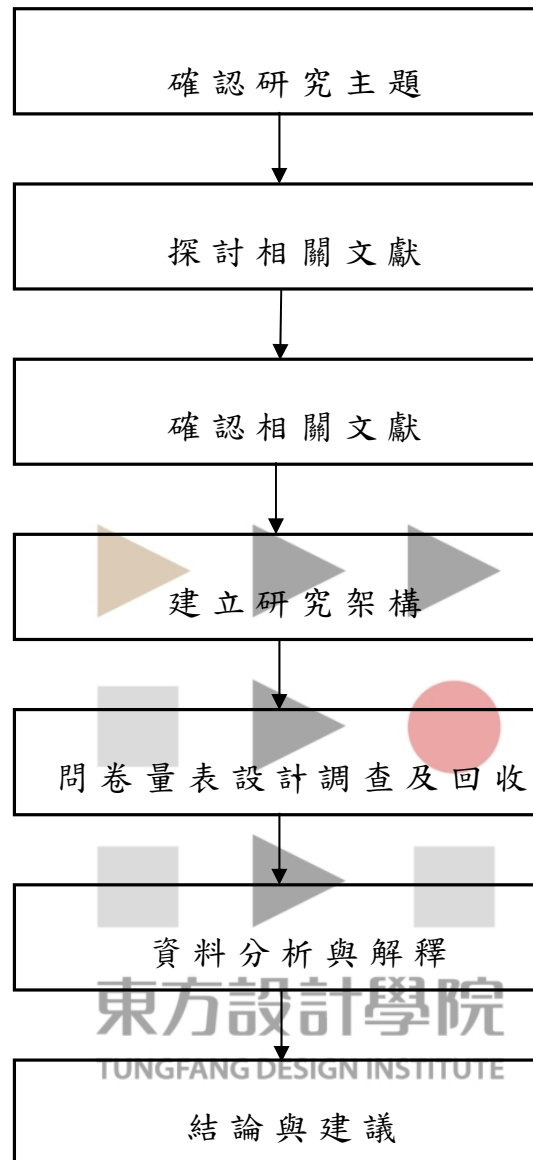 確認研究主題
探討相關文獻
確認相關文獻
建立研究架構
問卷量表設計調查及回收
資料分析與解釋
東方設計學院
TUNGFANG DESIGN INSTITUTE
結論與建議